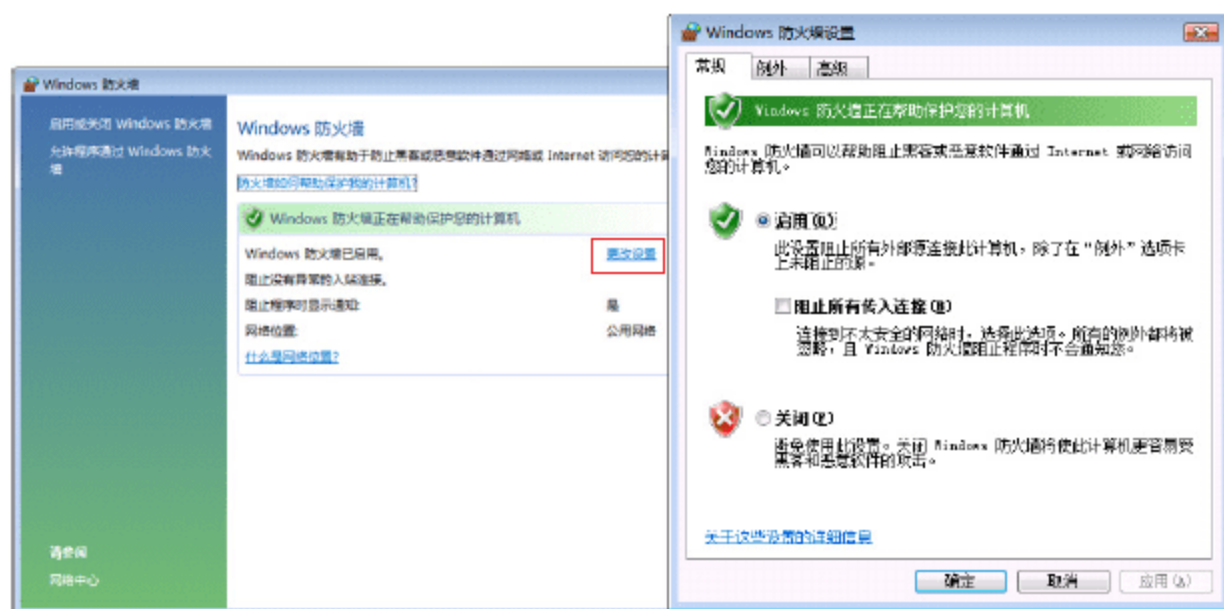 Windows 防火墙
启用或关闭 Windows 防火墙
允许程序通过 Windows 防火
墙
Windows 防火墙
Windows 防火墙有助于防止黑客或恶意软件通过网络或 Internet 访问您的计算
防火墙如何帮助保护我的计算机?
Windows 防火墙正在帮助保护您的计算机
Windows 防火墙已启用。
更改设置
阻止没有异常的入站连接。
阻止程序时显示通知:
是
网络位置:
公用网络
什么是网络位置?
请参阅
网络中心
Windows 防火墙设置
常规
例外
高级
Windows 防火墙正在帮助保护您的计算机
Windows 防火墙可以帮助阻止黑客或恶意软件通过 Internet 或网络访问
您的计算机。
启用(O)
此设置阻止所有外部源连接此计算机，除了在“例外”选项卡
上未阻止的源。
阻止所有传入连接(B)
连接到不太安全的网络时，选择此选项。所有的例外都将被
忽略，且 Windows 防火墙阻止程序时不会通知您。
关闭(F)
避免使用此设置。关闭 Windows 防火墙将使此计算机更容易受
黑客和恶意软件的攻击。
关于这些设置的详细信息
确定
取消
应用(A)